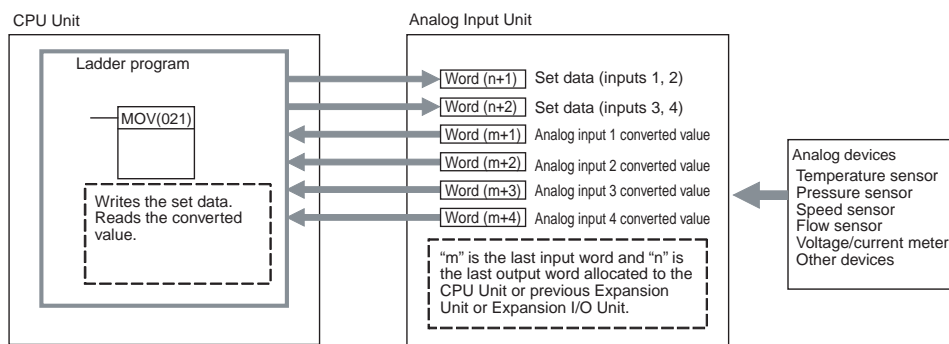 CPU Unit
Analog Input Unit
Ladder program
MOV(021)
Writes the set data.
Reads the converted
value.
Word (n+1) Set data (inputs 1, 2)
Word (n+2) Set data (inputs 3, 4)
Word (m+1) Analog input 1 converted value
Word (m+2) Analog input 2 converted value
Word (m+3) Analog input 3 converted value
Word (m+4) Analog input 4 converted value
“m” is the last input word and “n” is
the last output word allocated to the
CPU Unit or previous Expansion
Unit or Expansion I/O Unit.
Analog devices
Temperature sensor
Pressure sensor
Speed sensor
Flow sensor
Voltage/current meter
Other devices